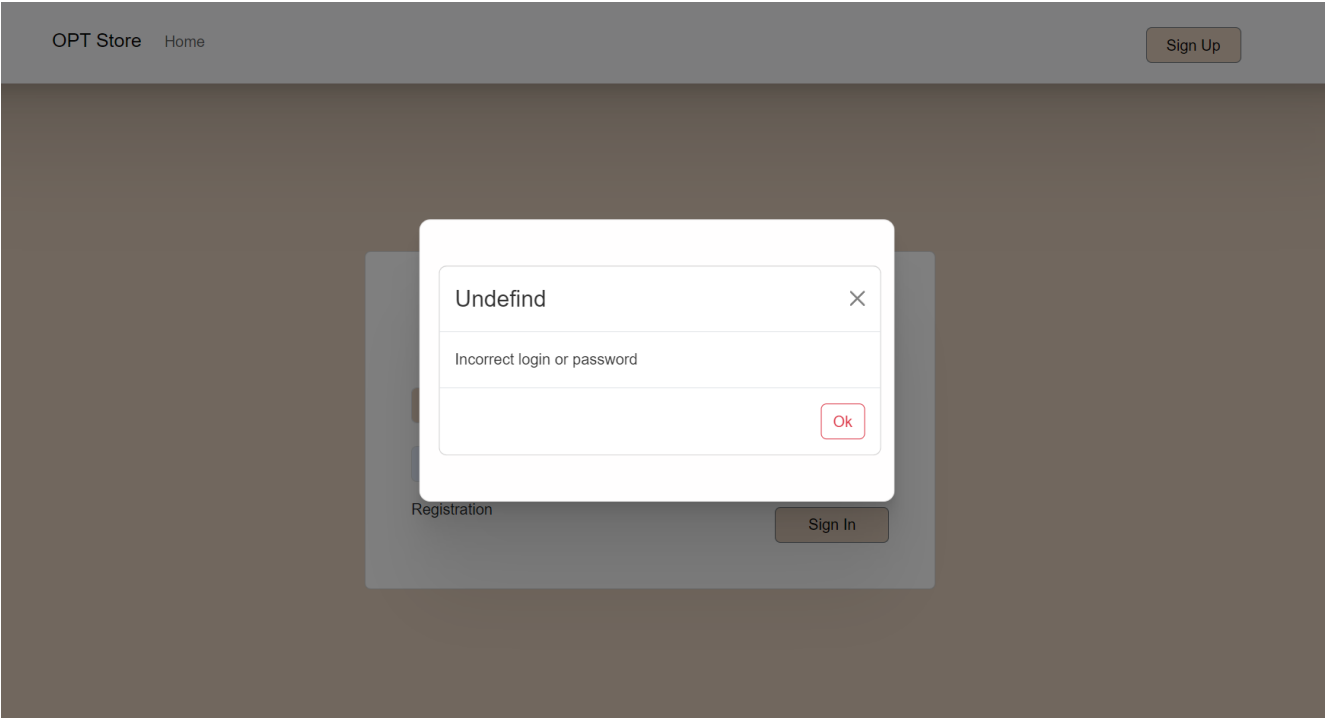 OPT Store Home Sign Up
Undefind
Incorrect login or password
Ok
Registration
Sign In